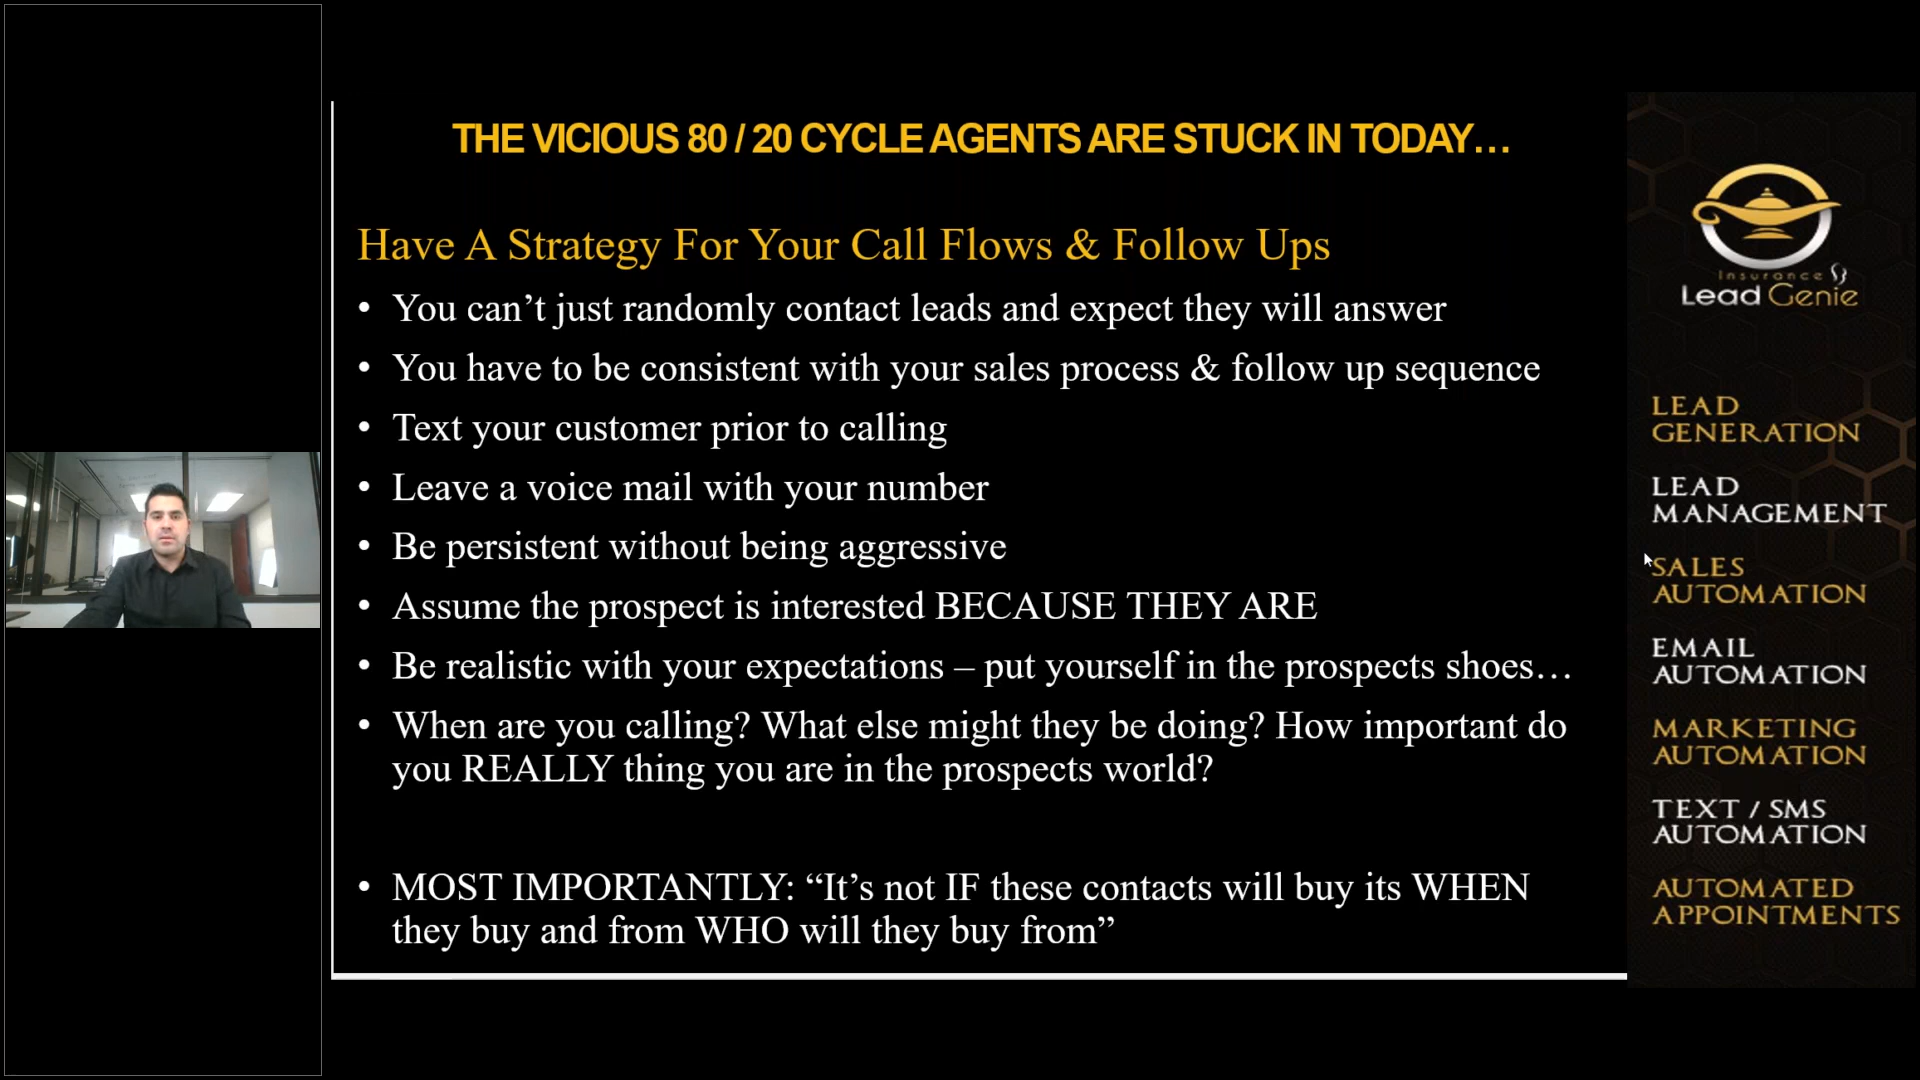 THE VICIOUS 80 / 20 CYCLE AGENTS ARE STUCK IN TODAY…
Have A Strategy For Your Call Flows & Follow Ups
• You can’t just randomly contact leads and expect they will answer
• You have to be consistent with your sales process & follow up sequence
• Text your customer prior to calling
• Leave a voice mail with your number
• Be persistent without being aggressive
• Assume the prospect is interested BECAUSE THEY ARE
• Be realistic with your expectations – put yourself in the prospects shoes…
• When are you calling? What else might they be doing? How important do
you REALLY thing you are in the prospects world?
• MOST IMPORTANTLY: “It’s not IF these contacts will buy its WHEN
they buy and from WHO will they buy from”
Insurance
Lead Genie
LEAD
GENERATION
LEAD
MANAGEMENT
SALES
AUTOMATION
EMAIL
AUTOMATION
MARKETING
AUTOMATION
TEXT / SMS
AUTOMATION
AUTOMATED
APPOINTMENTS